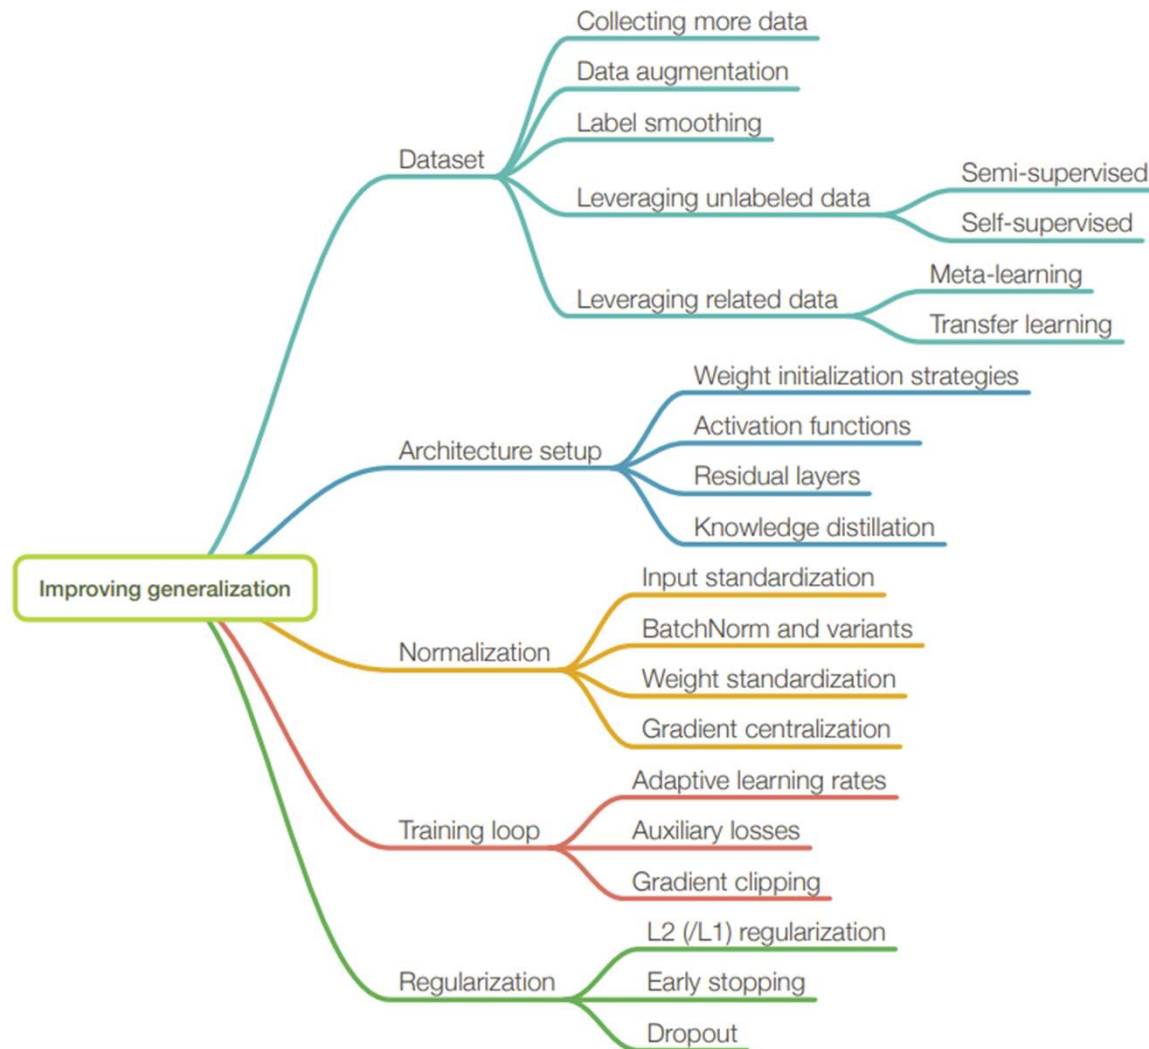 Improving generalization
Dataset
Collecting more data
Data augmentation
Label smoothing
Leveraging unlabeled data
Semi-supervised
Self-supervised
Leveraging related data
Meta-learning
Transfer learning
Architecture setup
Weight initialization strategies
Activation functions
Residual layers
Knowledge distillation
Normalization
Input standardization
BatchNorm and variants
Weight standardization
Gradient centralization
Training loop
Adaptive learning rates
Auxiliary losses
Gradient clipping
Regularization
L2 (/L1) regularization
Early stopping
Dropout